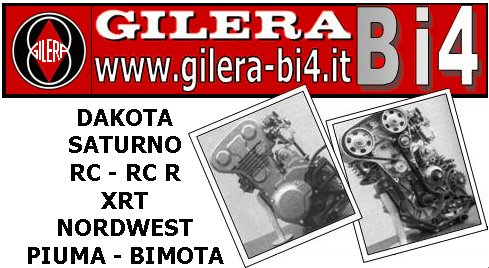 GILERA
GILERA
Bi4
www.gilera-bi4.it
DAKOTA
SATURNO
RC - RC R
XRT
NORDWEST
PIUMA - BIMOTA